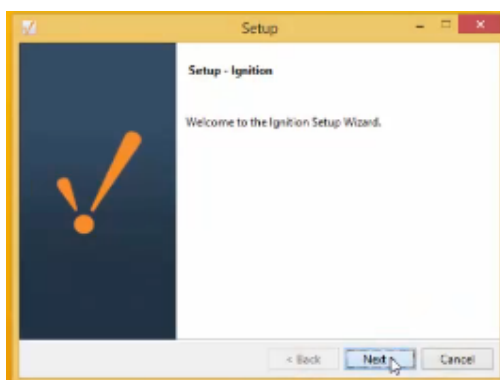 Setup
Setup - Ignition
Welcome to the Ignition Setup Wizard.
< Back
Next >
Cancel